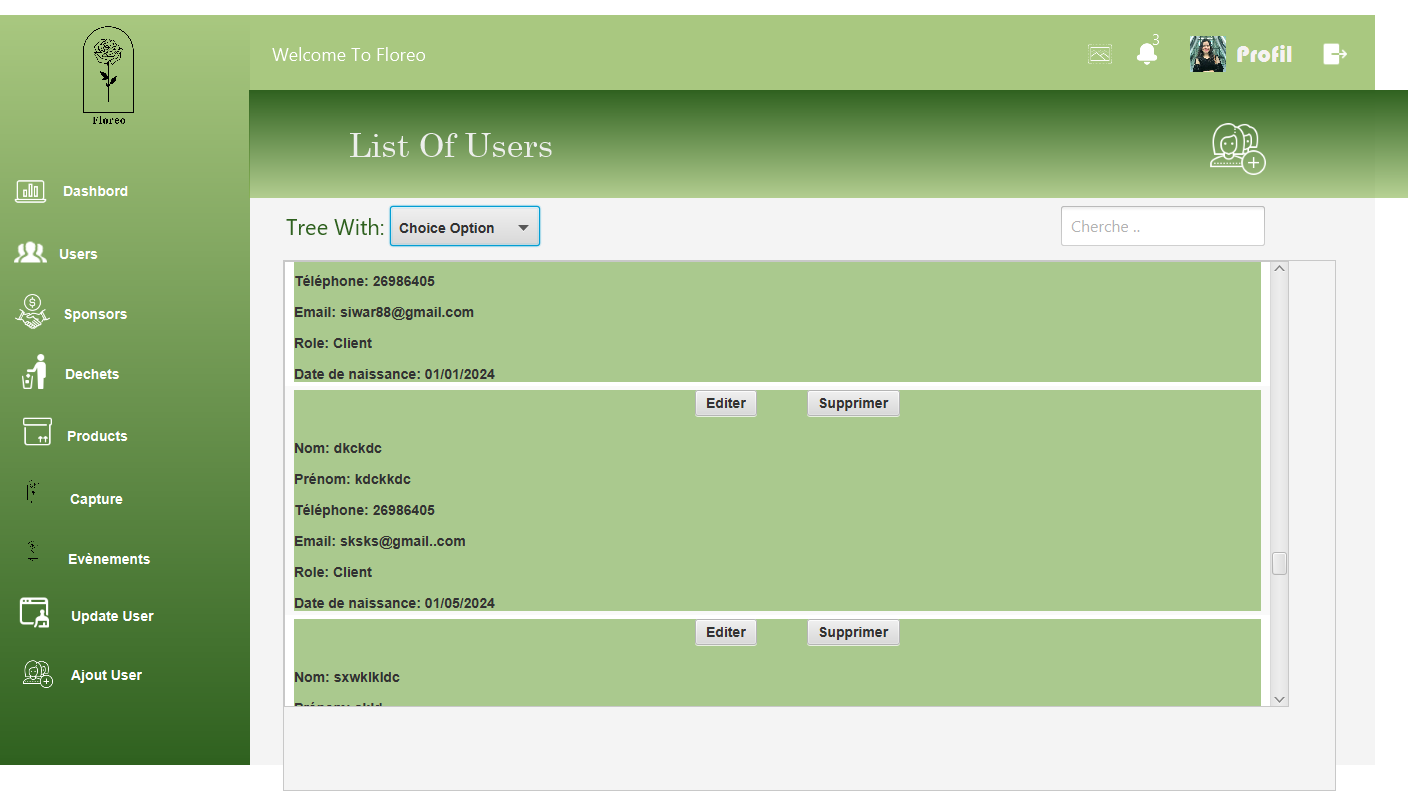 Floreo
Welcome To Floreo
3
Profil
List Of Users
Dashbord
Users
Sponsors
Dechets
Products
Capture
Evènements
Update User
Ajout User
Tree With:
Choice Option
Cherche ..
Téléphone: 26986405
Email: siwar88@gmail.com
Role: Client
Date de naissance: 01/01/2024
Editer Supprimer
Nom: dkckdc
Prénom: kdckkdc
Téléphone: 26986405
Email: sksks@gmail..com
Role: Client
Date de naissance: 01/05/2024
Editer Supprimer
Nom: sxwklkldc